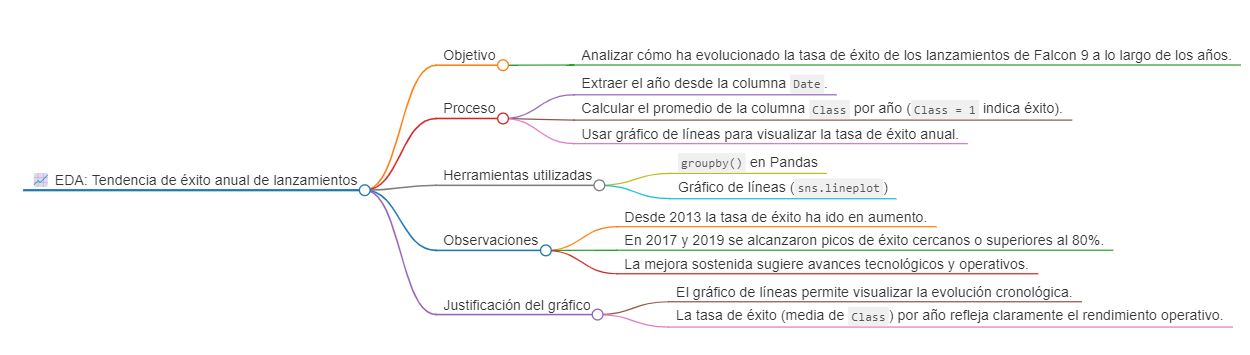 📈 EDA: Tendencia de éxito anual de lanzamientos
Objetivo
Analizar cómo ha evolucionado la tasa de éxito de los lanzamientos de Falcon 9 a lo largo de los años.
Proceso
Extraer el año desde la columna Date.
Calcular el promedio de la columna Class por año (Class = 1 indica éxito).
Usar gráfico de líneas para visualizar la tasa de éxito anual.
Herramientas utilizadas
groupby() en Pandas
Gráfico de líneas (sns.lineplot)
Observaciones
Desde 2013 la tasa de éxito ha ido en aumento.
En 2017 y 2019 se alcanzaron picos de éxito cercanos o superiores al 80%.
La mejora sostenida sugiere avances tecnológicos y operativos.
Justificación del gráfico
El gráfico de líneas permite visualizar la evolución cronológica.
La tasa de éxito (media de Class) por año refleja claramente el rendimiento operativo.